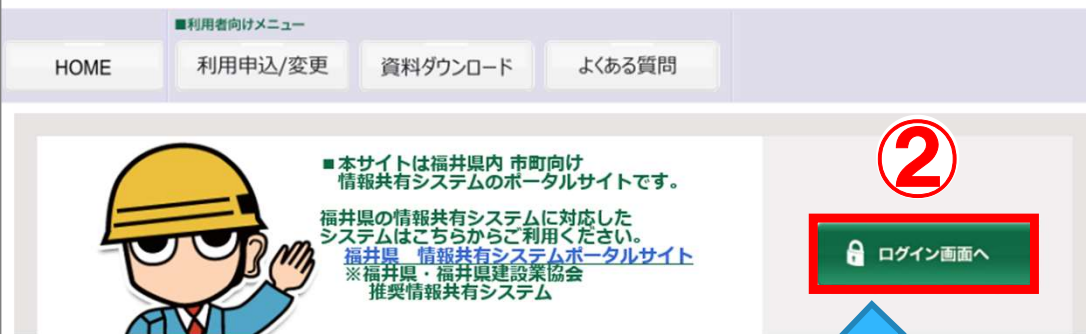 ■利用者向けメニュー
HOME
利用申込/変更
資料ダウンロード
よくある質問
■本サイトは福井県内 市町向け
情報共有システムのポータルサイトです。
福井県の情報共有システムに対応した
システムはこちらからご利用ください。
福井県 情報共有システムポータルサイト
※福井県・福井県建設業協会
推奨情報共有システム
②
ログイン画面へ